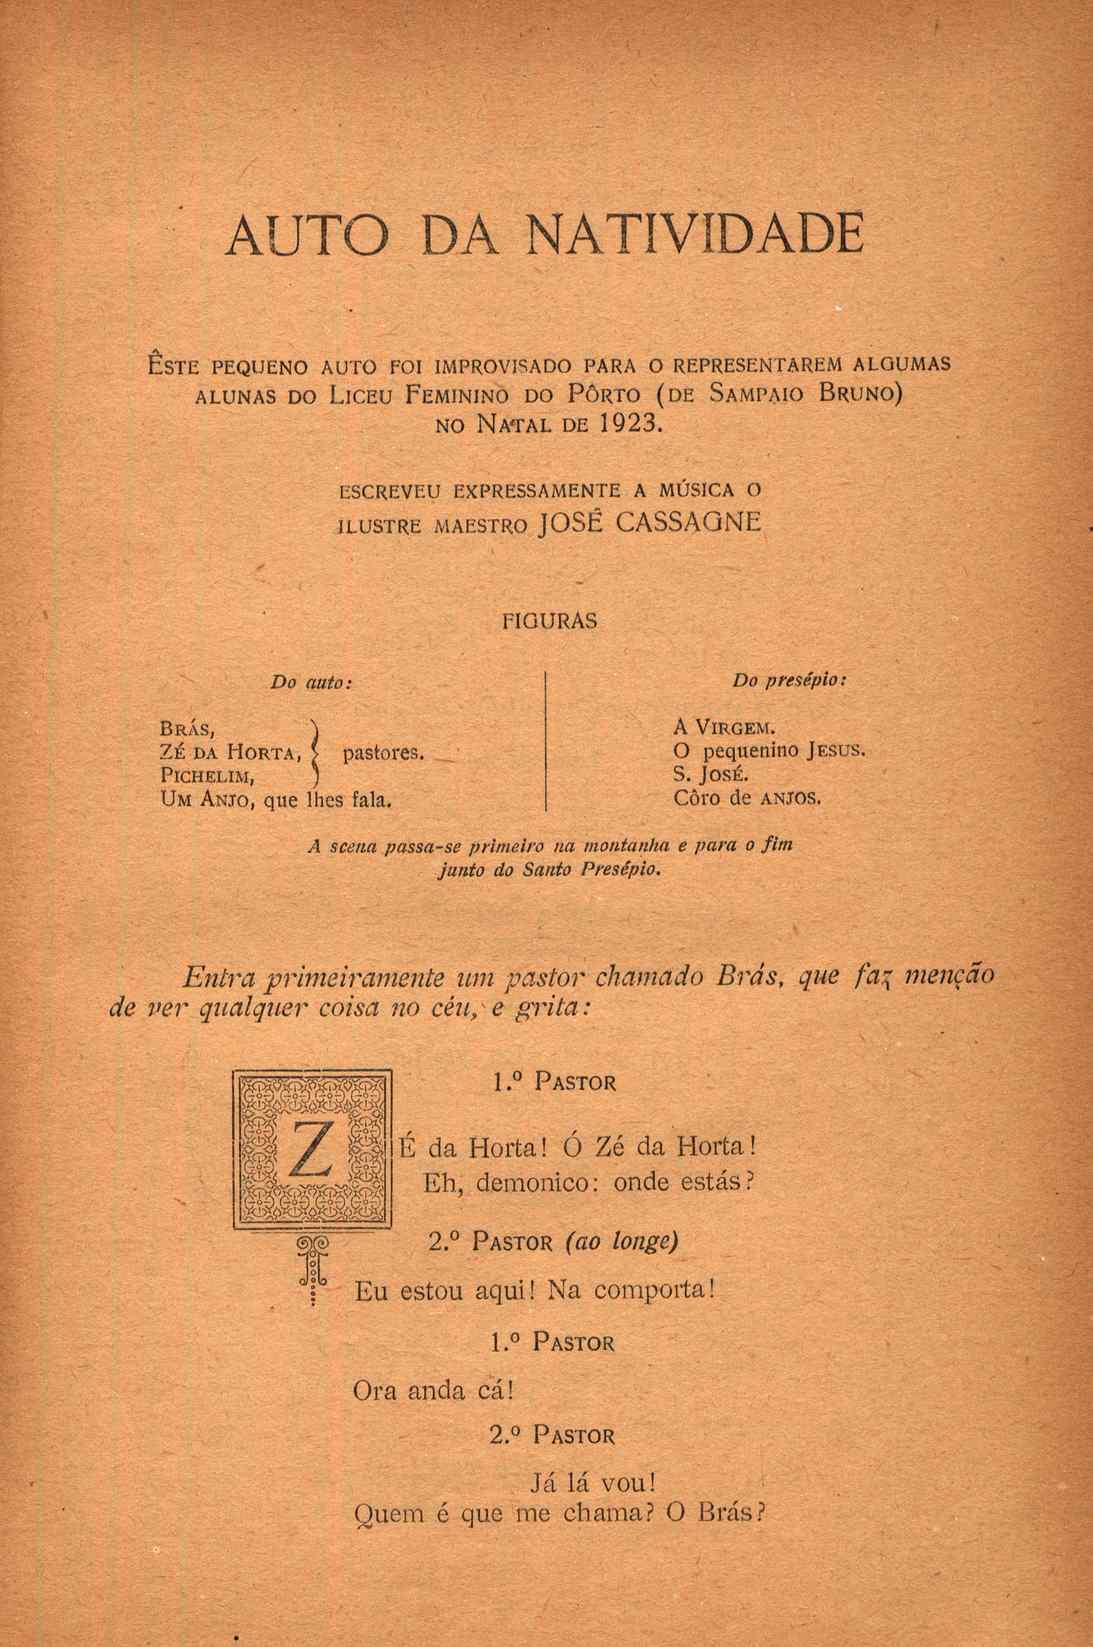 AUTO DA NATIVIDADE
ÊSTE PEQUENO AUTO FOI IMPROVISADO PARA O REPRESENTAREM ALGUMAS
ALUNAS DO LICEU FEMININO DO PÔRTO (DE SAMPAIO BRUNO)
NO NATAL DE 1923.
ESCREVEU EXPRESSAMENTE A MÚSICA O
ILUSTRE MAESTRO JOSÉ CASSAGNE
FIGURAS
Do auto:
BRÁS,
ZÉ DA HORTA, } pastores.
PICHELIM,
UM ANJO, que lhes fala.
Do presépio:
A VIRGEM.
O pequenino JESUS.
S. JOSÉ.
Côro de ANJOS.
A scena passa-se primeiro na montanha e para o fim
junto do Santo Presépio.
Entra primeiramente um pastor chamado Brás, que faz menção
de ver qualquer coisa no céu, e grita:
1.º PASTOR
ZÉ da Horta! Ó Zé da Horta!
Eh, demonico: onde estás?
2.º PASTOR (ao longe)
Eu estou aqui! Na comporta!
1.º PASTOR
Ora anda cá!
2.º PASTOR
Já lá vou!
Quem é que me chama? O Brás?